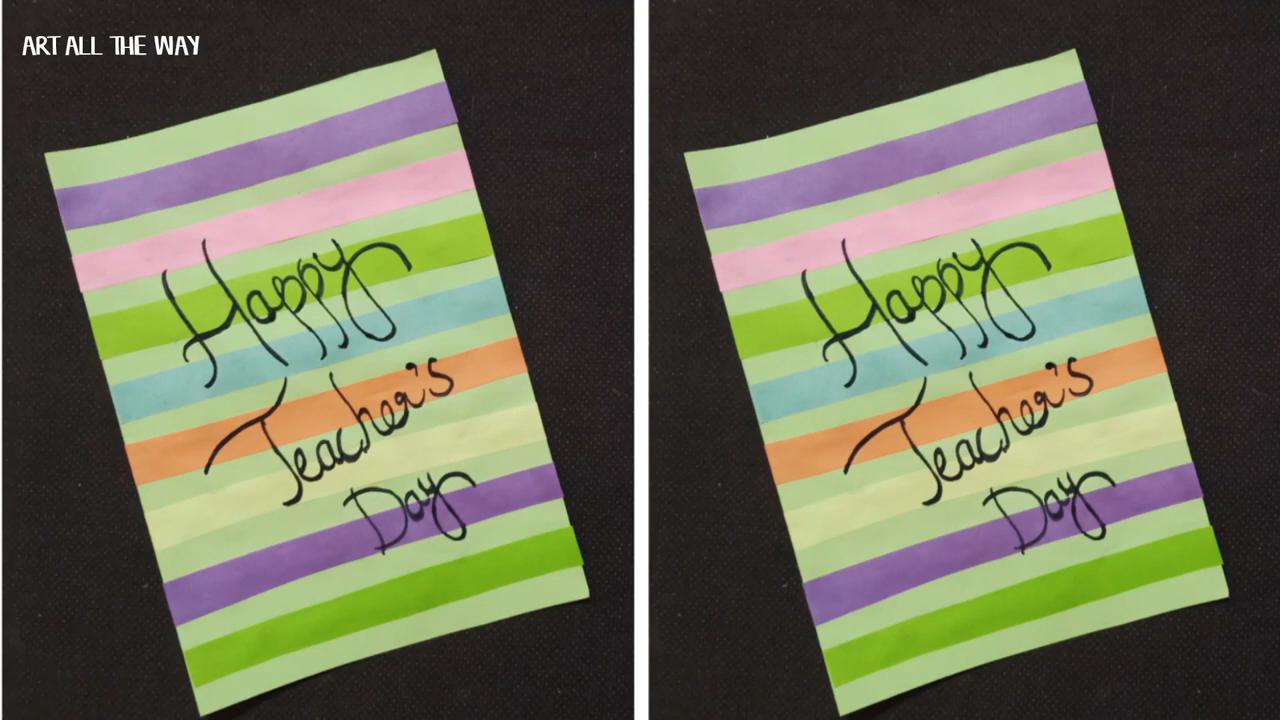 ART ALL THE WAY
Happy
Teacher's
Day
Happy
Teacher's
Day